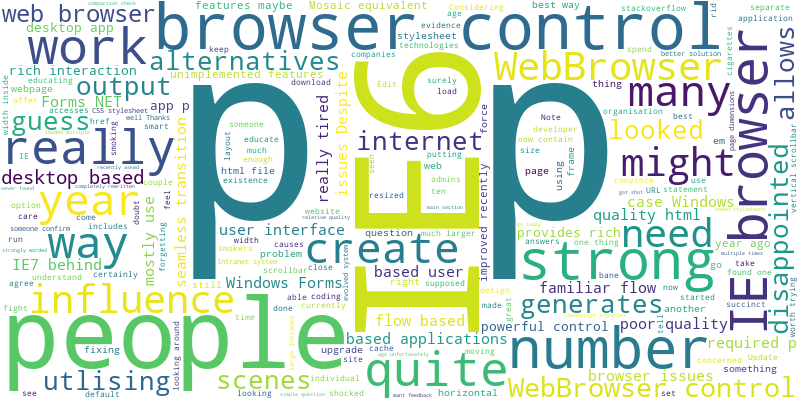 features maybe
Mosaic equivalent
Considering
age
best way
stackoverflow
rid
separate
comparison check
web browser
browser control
evidence
stylesheet
keep
companies
technologies
application
desktop app
work
alternatives
WebBrowser
Edit
surely
load
spend
better solution
cigarettes
rich interaction
unimplemented features
educating
webpage
output
many
offer
Forms NET
app p
download
thing
organisation
best
accesses
CSS stylesheet
someone
guess
href
smoking
Note
developer
looked
em
width inside
well Thanks
smart
educate
layout
much
enough
internet
force
now contain
size
page dimensions
allows
IE
loaded multiple
really
recently asked
html file
existence
p
p
IE6
putting
web
page
using
frame
might
convince
use
got shot
URL
statement
IE browser
vertical scrollbar
desktop based
completely rewritten
never found
couple
really tired
issues Despite
seen
admins
ten
resized
option
care
come
doubt
feel
year
website
relative quality
main section
need
case Windows
includes
run
strongly worded
someone confirm
way
mostly use
forgetting
user interface
width
question
much larger
improved recently
answers
one thing
quality html
provides rich
year ago
go
found one
IE7 behind
smokers
Intranet system
causes
problem
scrollbar
create
familiar flow
bane
now
disappointed
understand
agree
certainly
seamless transition
still
close
evolved system
based user
strong
started
another
take
multiple times
Windows Forms
able
coding
right
supposed
design
made
great
generates
poor quality
tell
succinct
worth trying
influence
done
currently
flow based
powerful control
required p
fight
time
large Intranet
based applications
number
fixing
looking around
people
upgrade
cache
moving
browser issues
something
concerned
Update
utlising
scenes
individual
site
quite
WebBrowser control
see
default
looking
shocked
simple question
want feedback
horizontal
set